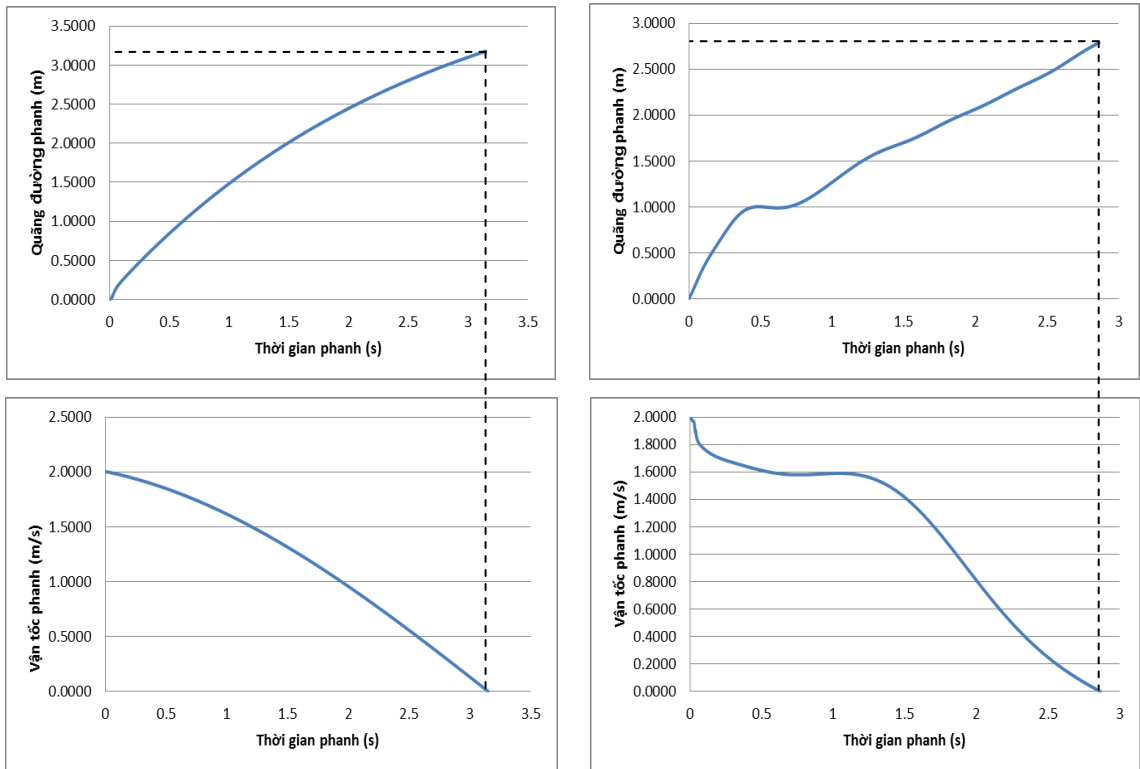 Quãng đường phanh (m)
3.5000
3.0000
2.5000
2.0000
1.5000
1.0000
0.5000
0.0000
0 0.5 1 1.5 2 2.5 3 3.5
Thời gian phanh (s)
Quãng đường phanh (m)
3.0000
2.5000
2.0000
1.5000
1.0000
0.5000
0.0000
0 0.5 1 1.5 2 2.5 3
Thời gian phanh (s)
Vận tốc phanh (m/s)
2.5000
2.0000
1.5000
1.0000
0.5000
0.0000
0 0.5 1 1.5 2 2.5 3 3.5
Thời gian phanh (s)
Vận tốc phanh (m/s)
2.0000
1.8000
1.6000
1.4000
1.2000
1.0000
0.8000
0.6000
0.4000
0.2000
0.0000
0 0.5 1 1.5 2 2.5 3
Thời gian phanh (s)